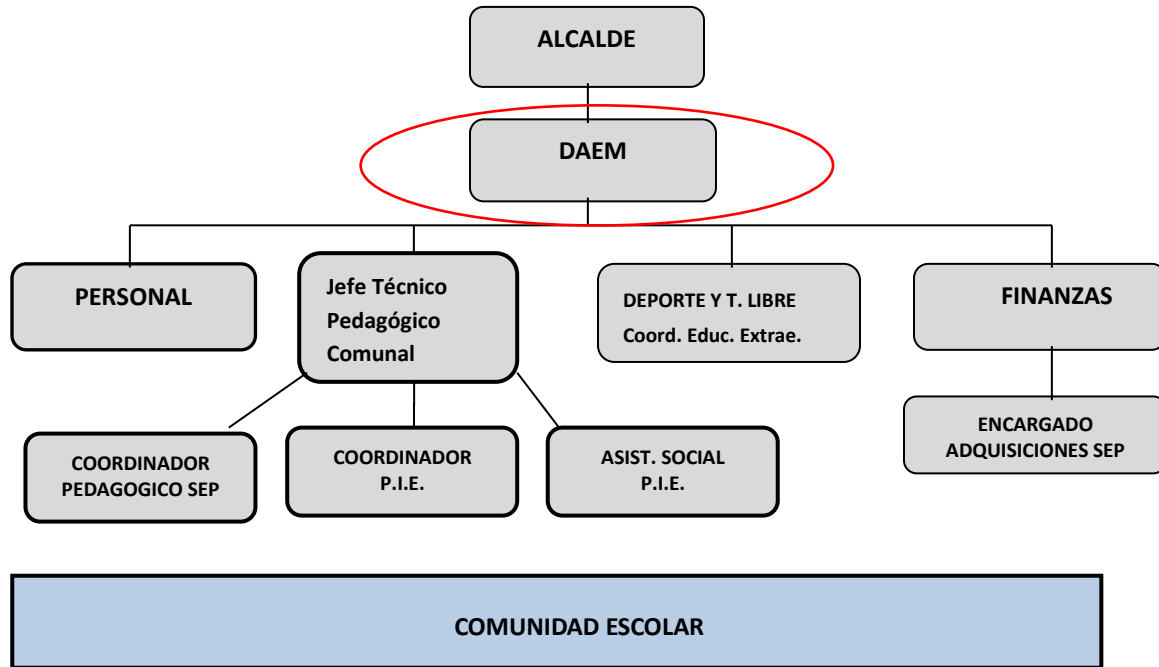 ALCALDE
DAEM
PERSONAL
Jefe Técnico
Pedagógico
Comunal
DEPORTE Y T. LIBRE
Coord. Educ. Extrae.
FINANZAS
COORDINADOR
PEDAGOGICO SEP
COORDINADOR
P.I.E.
ASIST. SOCIAL
P.I.E.
ENCARGADO
ADQUISICIONES SEP
COMUNIDAD ESCOLAR